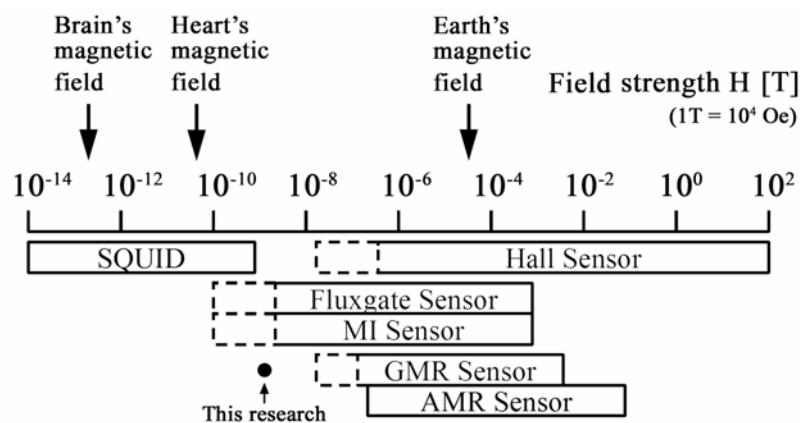 Brain's
magnetic
field
Heart's
magnetic
field
Earth's
magnetic
field
Field strength H [T]
(1T = 10⁴ Oe)
10⁻¹⁴ 10⁻¹² 10⁻¹⁰ 10⁻⁸ 10⁻⁶ 10⁻⁴ 10⁻² 10⁰ 10²
SQUID Hall Sensor
Fluxgate Sensor
MI Sensor
GMR Sensor
AMR Sensor
This research